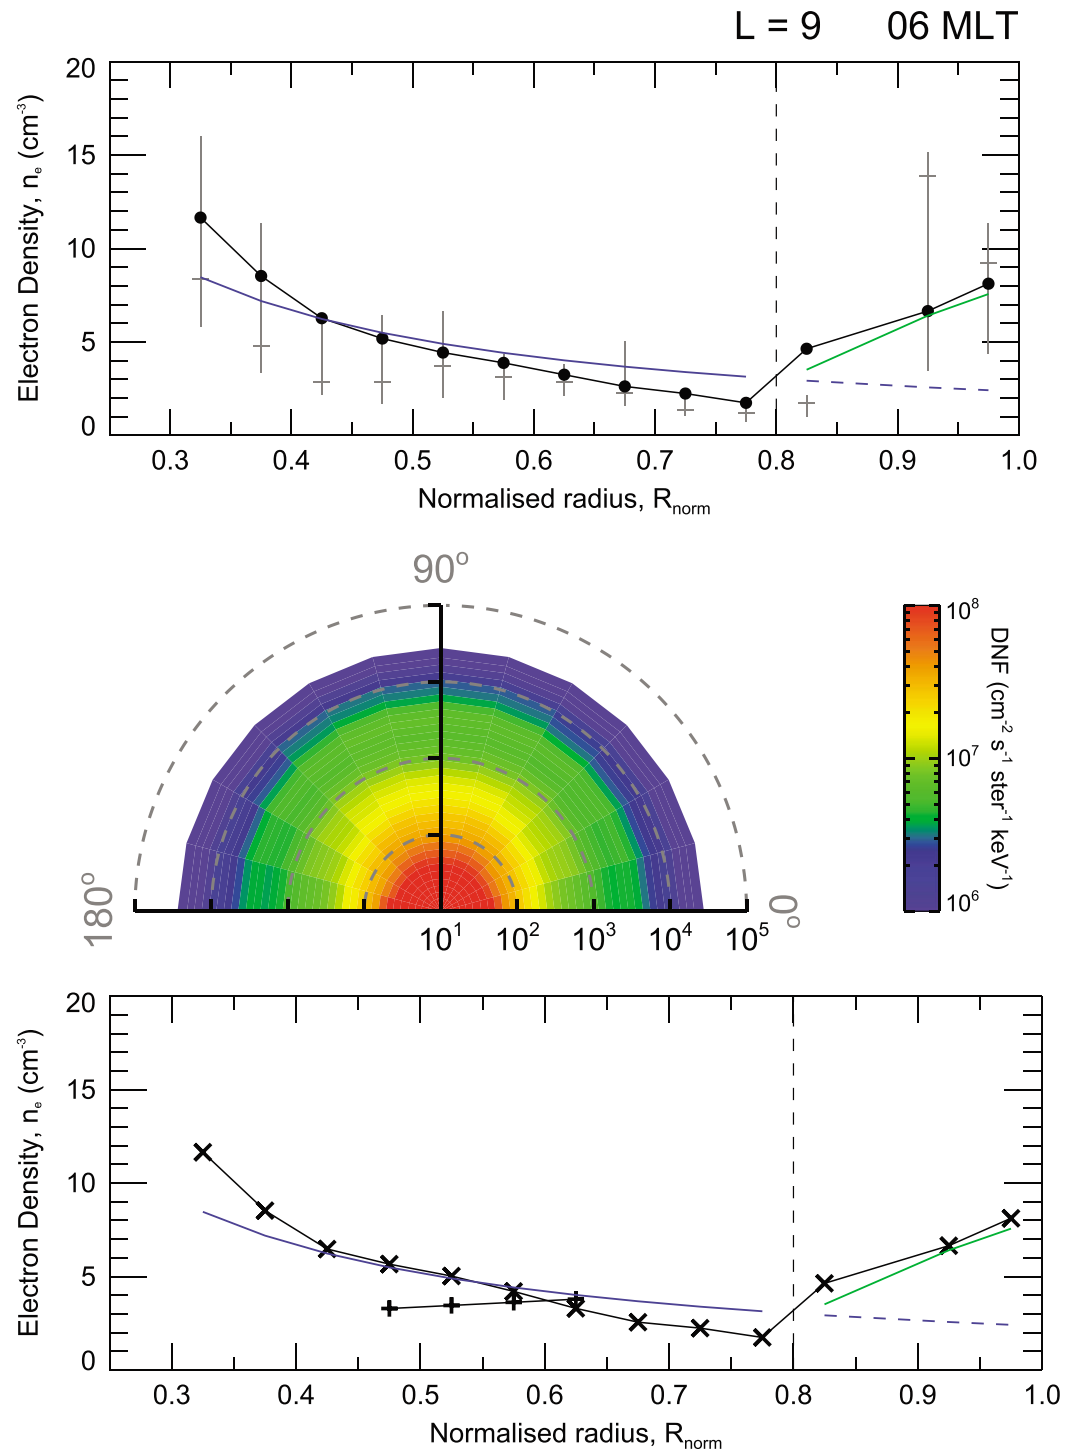 L = 9 06 MLT
20
15
10
5
0
Electron Density, nₑ (cm⁻³)
0.3 0.4 0.5 0.6 0.7 0.8 0.9 1.0
Normalised radius, Rₙₒᵣₘ
90°
180°
0°
10¹ 10² 10³ 10⁴ 10⁵
10⁸
10⁷
10⁶
DNF (cm⁻² s⁻¹ ster⁻¹ keV⁻¹)
20
15
10
5
0
Electron Density, nₑ (cm⁻³)
0.3 0.4 0.5 0.6 0.7 0.8 0.9 1.0
Normalised radius, Rₙₒᵣₘ